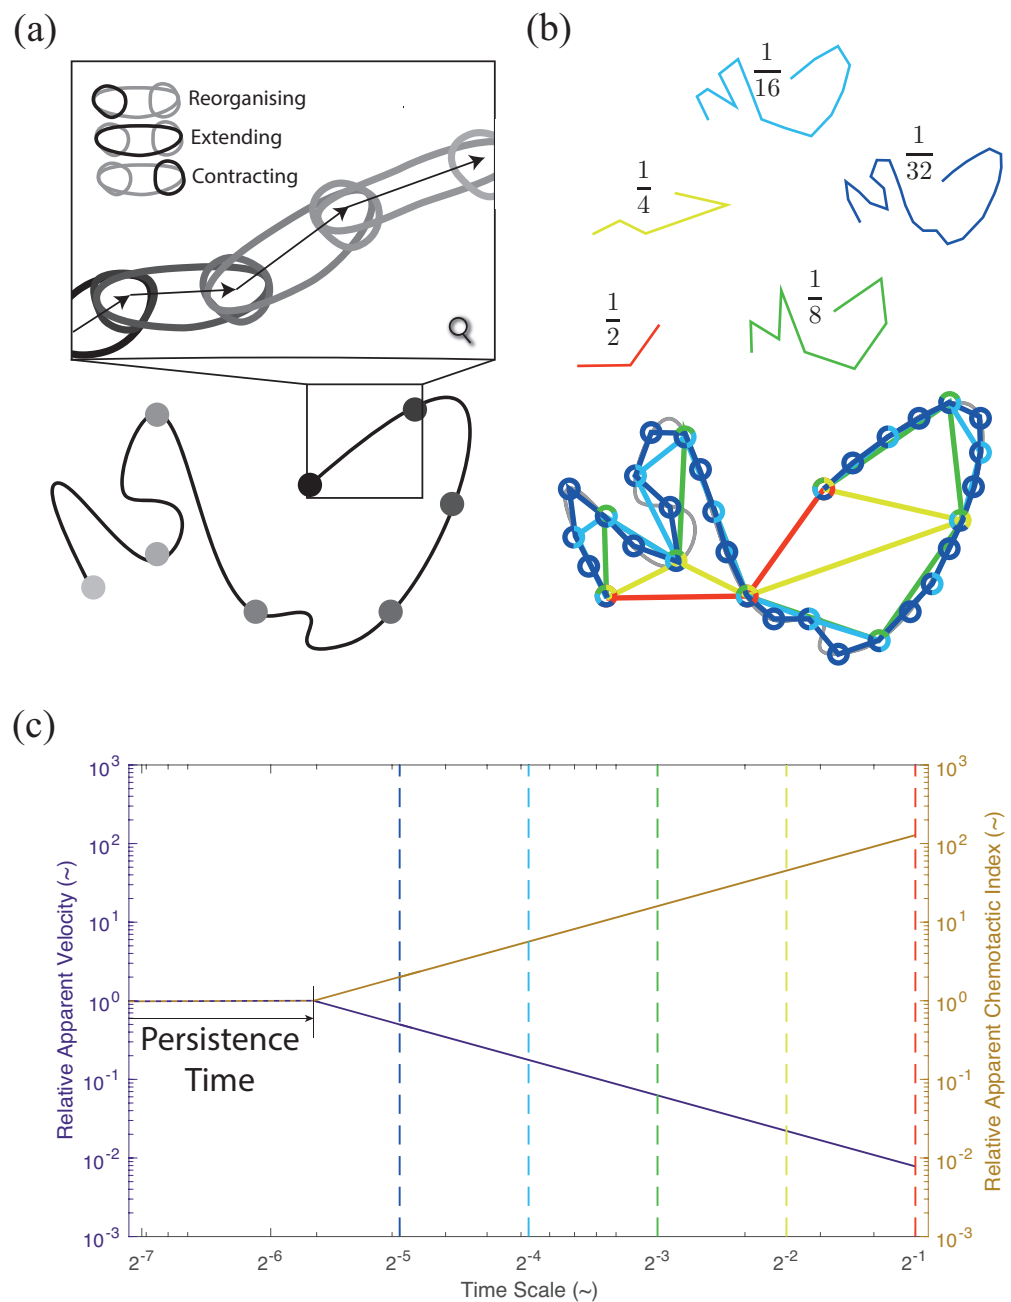 (a)
Reorganising
Extending
Contracting
(b)
1/16
1/32
1/4
1/8
1/2
(c)
Relative Apparent Velocity (~)
10^3
10^2
10^1
10^0
10^-1
10^-2
10^-3
Persistence
Time
2^-7
2^-6
2^-5
2^-4
2^-3
2^-2
2^-1
Time Scale (~)
10^3
10^2
10^1
10^0
10^-1
10^-2
10^-3
Relative Apparent Chemotactic Index (~)